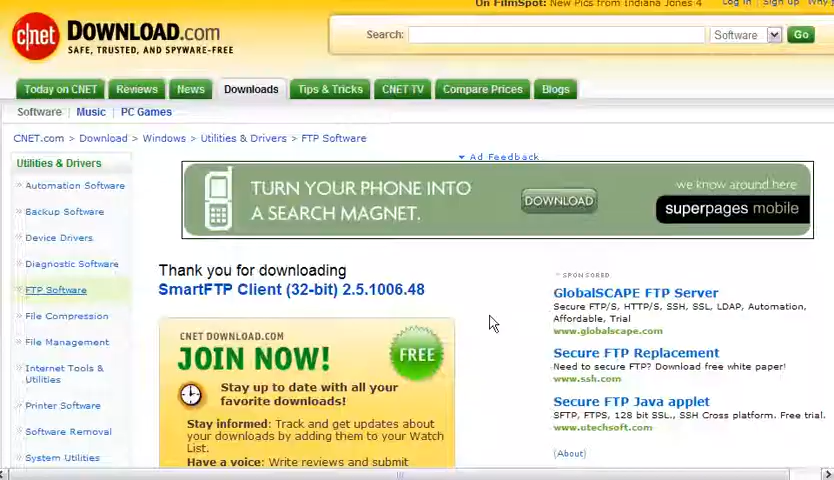 On FilmSpot: New Pics from Indiana Jones 4
Log in | Sign up
c|net DOWNLOAD.com
SAFE, TRUSTED, AND SPYWARE-FREE
Search: Software Go
Today on CNET Reviews News Downloads Tips & Tricks CNET TV Compare Prices Blogs
Software | Music | PC Games
CNET.com > Download > Windows > Utilities & Drivers > FTP Software
Utilities & Drivers
Automation Software
Backup Software
Device Drivers
Diagnostic Software
FTP Software
File Compression
File Management
Internet Tools &
Utilities
Printer Software
Software Removal
System Utilities
Ad Feedback
TURN YOUR PHONE INTO
A SEARCH MAGNET.
DOWNLOAD
we know around here
superpages mobile
Thank you for downloading
SmartFTP Client (32-bit) 2.5.1006.48
CNET DOWNLOAD.COM
JOIN NOW!
FREE
Stay up to date with all your
favorite downloads!
Stay informed: Track and get updates about
your downloads by adding them to your Watch
List.
Have a voice: Write reviews and submit
SPONSORED
GlobalSCAPE FTP Server
Secure FTP/S, HTTP/S, SSH, SSL, LDAP, Automation,
Affordable, Trial
www.globalscape.com
Secure FTP Replacement
Need to secure FTP? Download free white paper!
www.ssh.com
Secure FTP Java applet
SFTP, FTPS, 128 bit SSL., SSH Cross platform. Free trial.
www.utechsoft.com
(About)